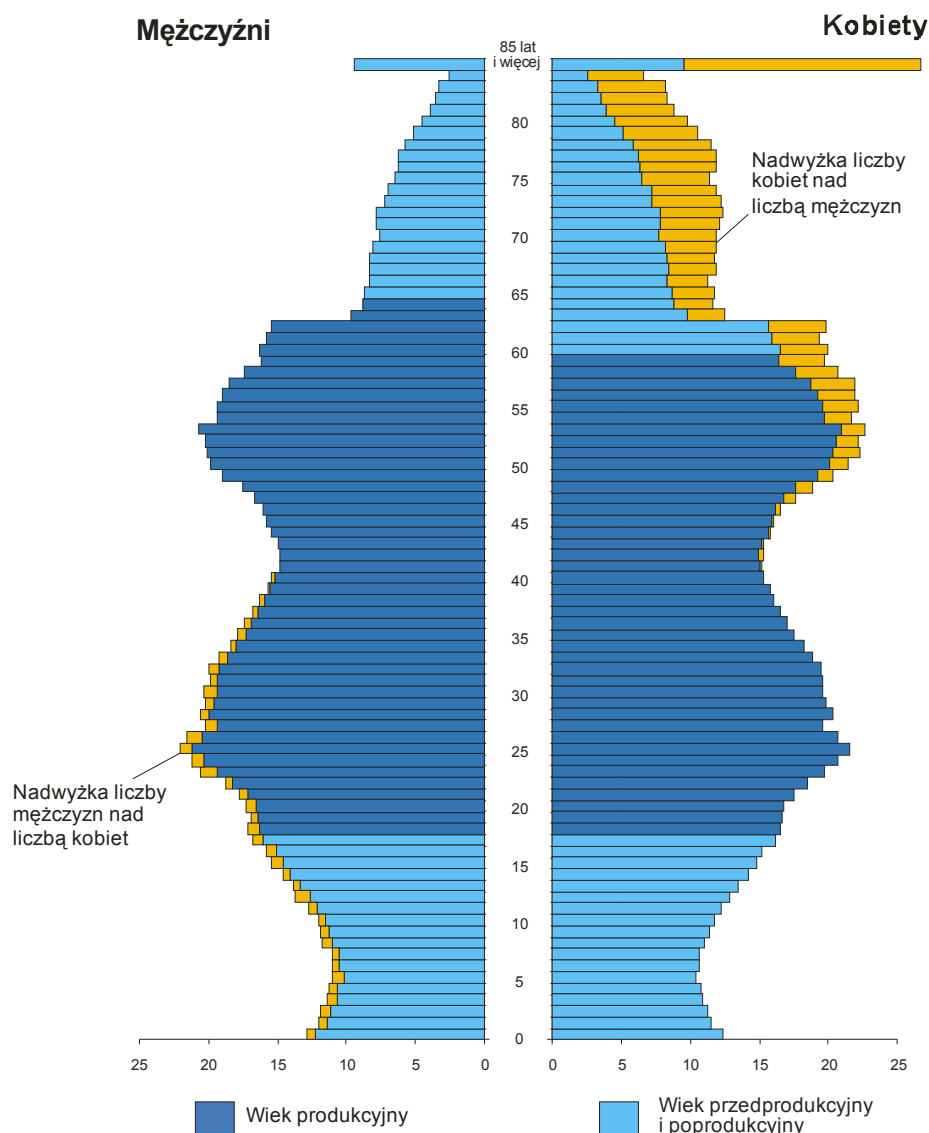 Mężczyźni
Kobiety
85 lat
i więcej
80
75
70
65
60
55
50
45
40
35
30
25
20
15
10
5
0
Nadwyżka liczby
kobiet nad
liczbą mężczyzn
Nadwyżka liczby
mężczyzn nad
liczbą kobiet
25 20 15 10 5 0
0 5 10 15 20 25
Wiek produkcyjny
Wiek przedprodukcyjny
i poprodukcyjny